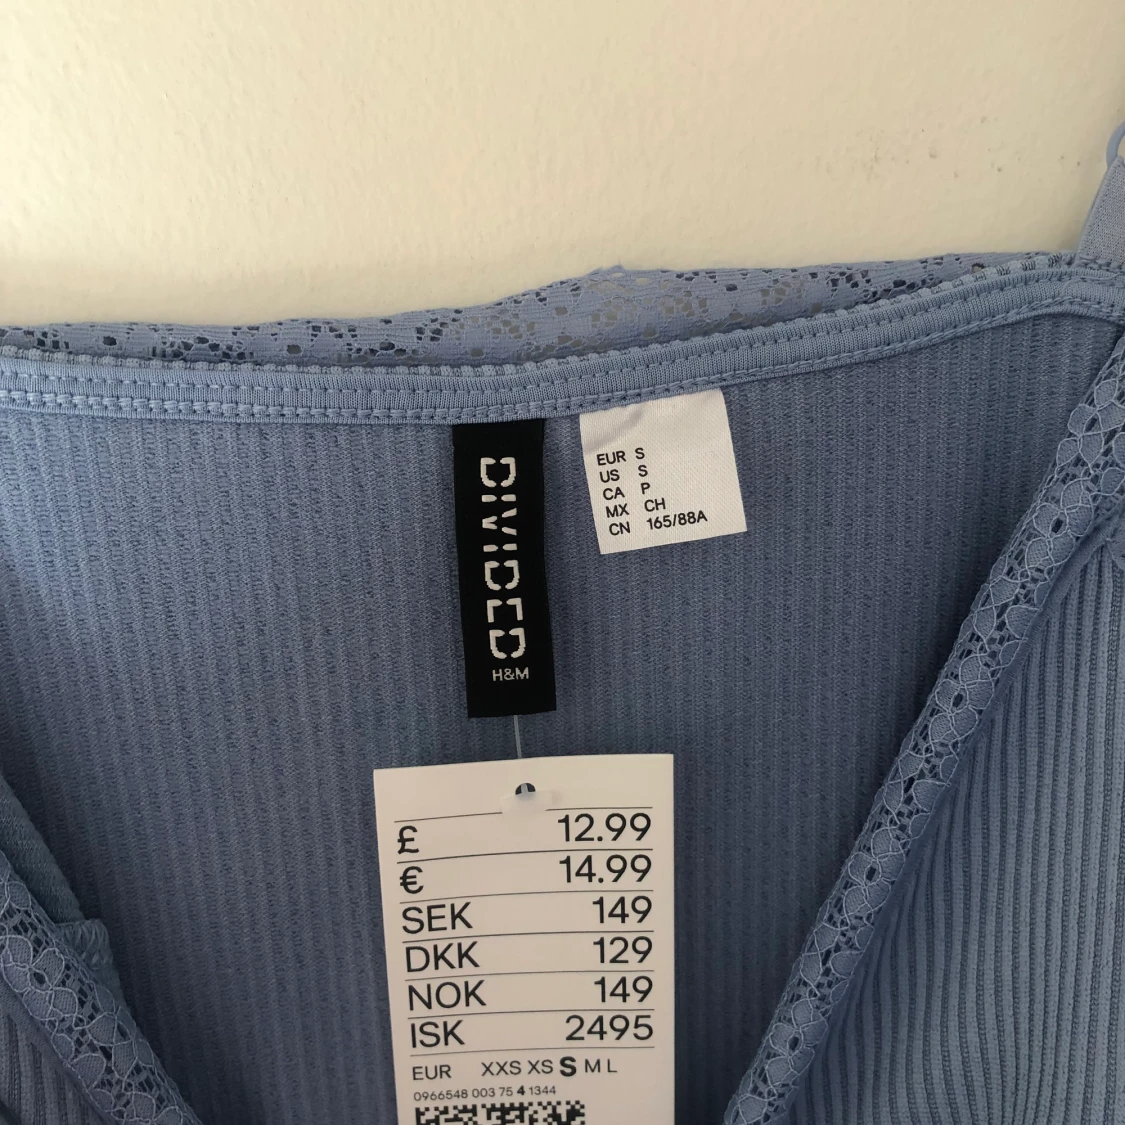 DIVIDED
H&M
EUR S
US S
CA P
MX CH
CN 165/88A
£ 12.99
€ 14.99
SEK 149
DKK 129
NOK 149
ISK 2495
EUR XXS XS S M L
0966548 003 75 4 1344